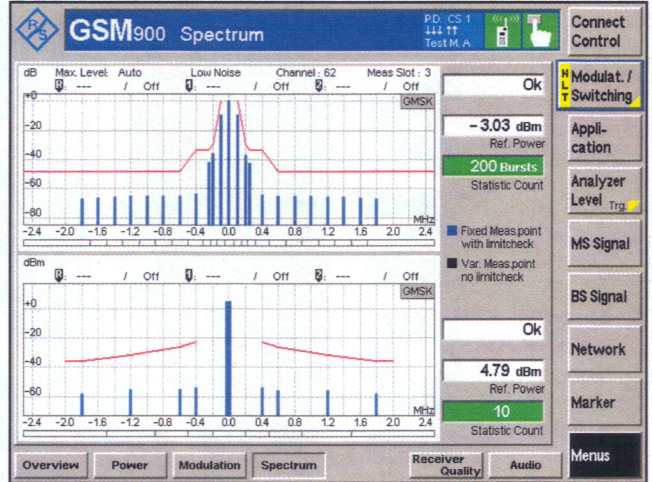 R S
GSM900 Spectrum
P.D. CS 1
Test M. A
Connect
Control
dB Max. Level: Auto Low Noise Channel : 62 Meas Slot : 3
R: --- / Off 1: --- / Off 2: --- / Off
GMSK
+0
-20
-40
-60
-80
MHz
-2.4 -2.0 -1.6 -1.2 -0.8 -0.4 0.0 0.4 0.8 1.2 1.6 2.0 2.4
Ok
-3.03 dBm
Ref. Power
200 Bursts
Statistic Count
Fixed Meas.point
with limitcheck
Var. Meas.point
no limitcheck
dBm
R: --- / Off 1: --- / Off 2: --- / Off
GMSK
+0
-20
-40
-60
MHz
-2.4 -2.0 -1.6 -1.2 -0.8 -0.4 0.0 0.4 0.8 1.2 1.6 2.0 2.4
Ok
4.79 dBm
Ref. Power
10
Statistic Count
H L T
Modulat. /
Switching
Appli-
cation
Analyzer
Level Trg.
MS Signal
BS Signal
Network
Marker
Menus
Overview Power Modulation Spectrum Receiver Quality Audio